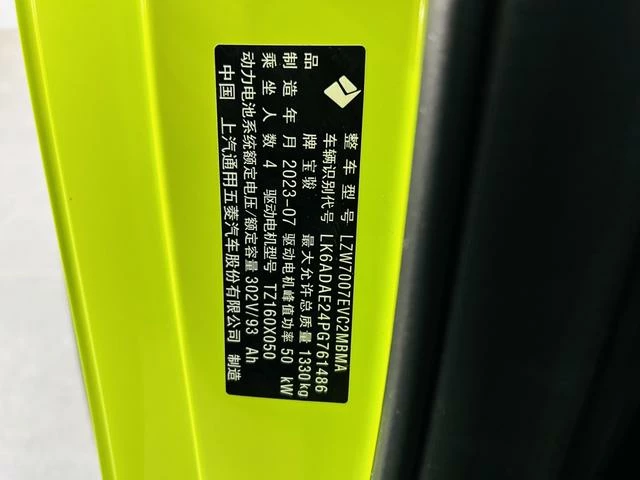 整车型号 LZW7007EVC2MBMA
车辆识别代号 LK6ADAE24PG761486
品牌 宝骏 最大允许总质量 1330kg
制造年月 2023-07 驱动电机峰值功率 50 kW
乘坐人数 4 驱动电机型号 TZ160X050
动力电池系统额定电压/额定容量 302V/93 Ah
中国 上汽通用五菱汽车股份有限公司 制造